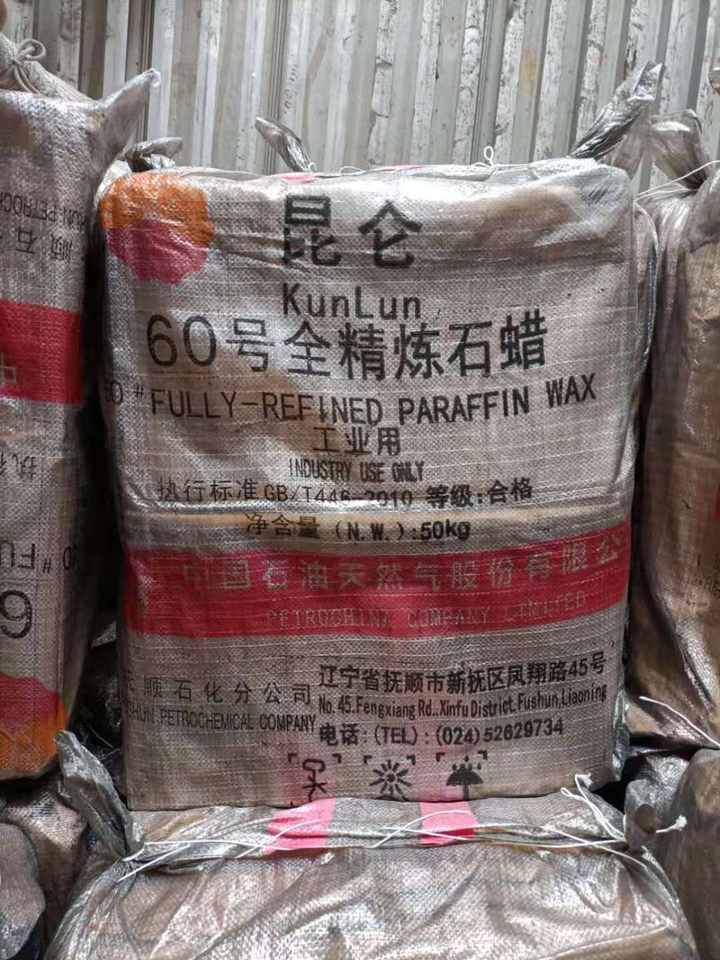 昆仑
KunLun
60号全精炼石蜡
# FULLY-REFINED PARAFFIN WAX
工业用
INDUSTRY USE ONLY
执行标准 GB/T446-2010 等级:合格
净含量 (N.W.):50kg
中国石油天然气股份有限公
PETROCHINA COMPANY LIMITED
顺石化分公司
PETROCHEMICAL COMPANY
辽宁省抚顺市新抚区凤翔路45号
No.45.Fengxiang Rd..Xinfu District.Fushun,Liaoning
电话:(TEL):(024)52629734